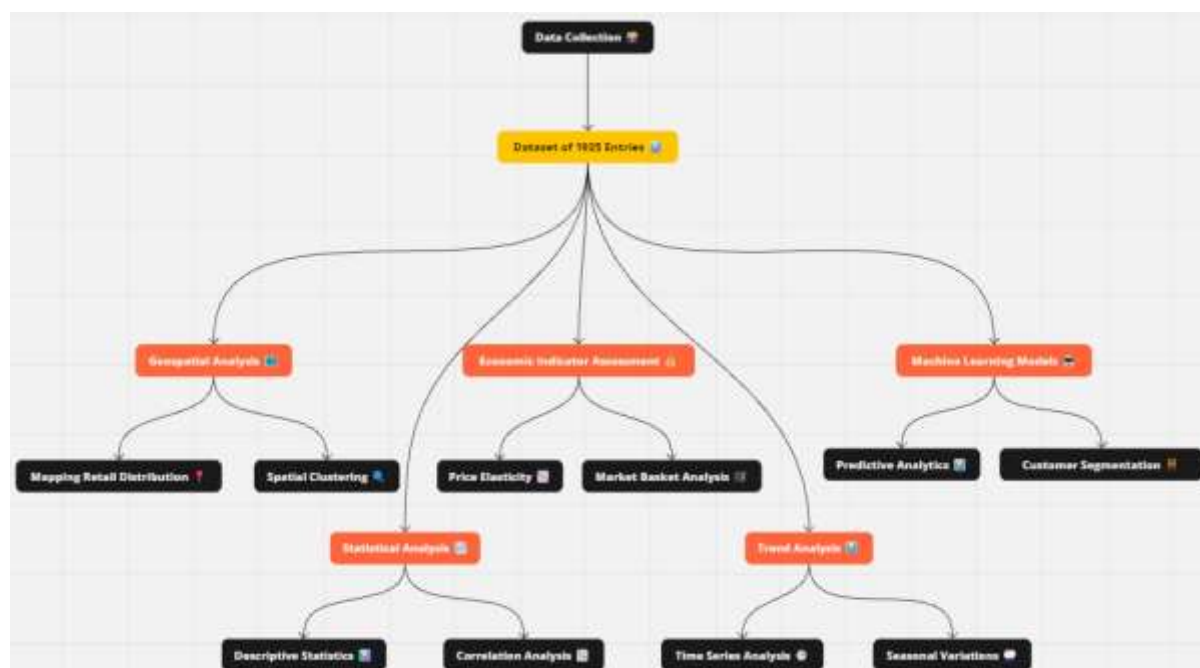 Data Collection
Dataset of 1925 Entries
Geospatial Analysis
Economic Indicator Assessment
Machine Learning Models
Mapping Retail Distribution
Spatial Clustering
Price Elasticity
Market Basket Analysis
Predictive Analytics
Customer Segmentation
Statistical Analysis
Trend Analysis
Descriptive Statistics
Correlation Analysis
Time Series Analysis
Seasonal Variations